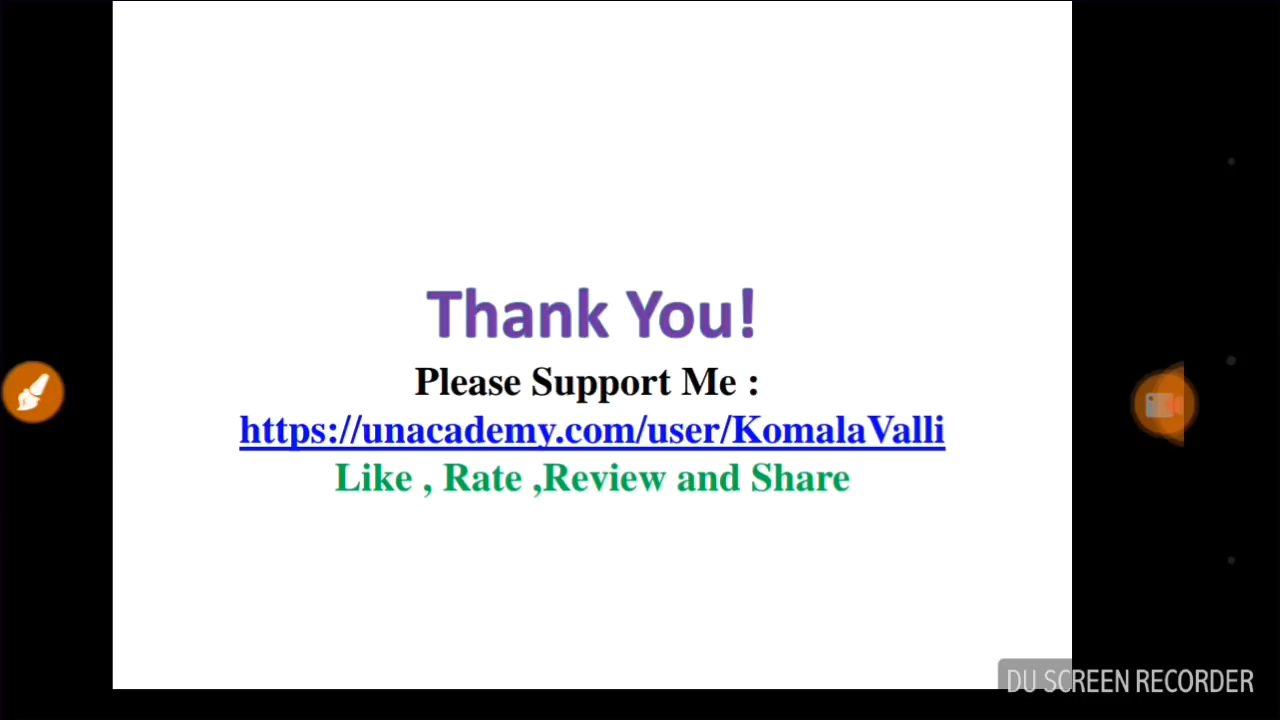 Thank You!
Please Support Me :
https://unacademy.com/user/KomalaValli
Like , Rate ,Review and Share
DU SCREEN RECORDER